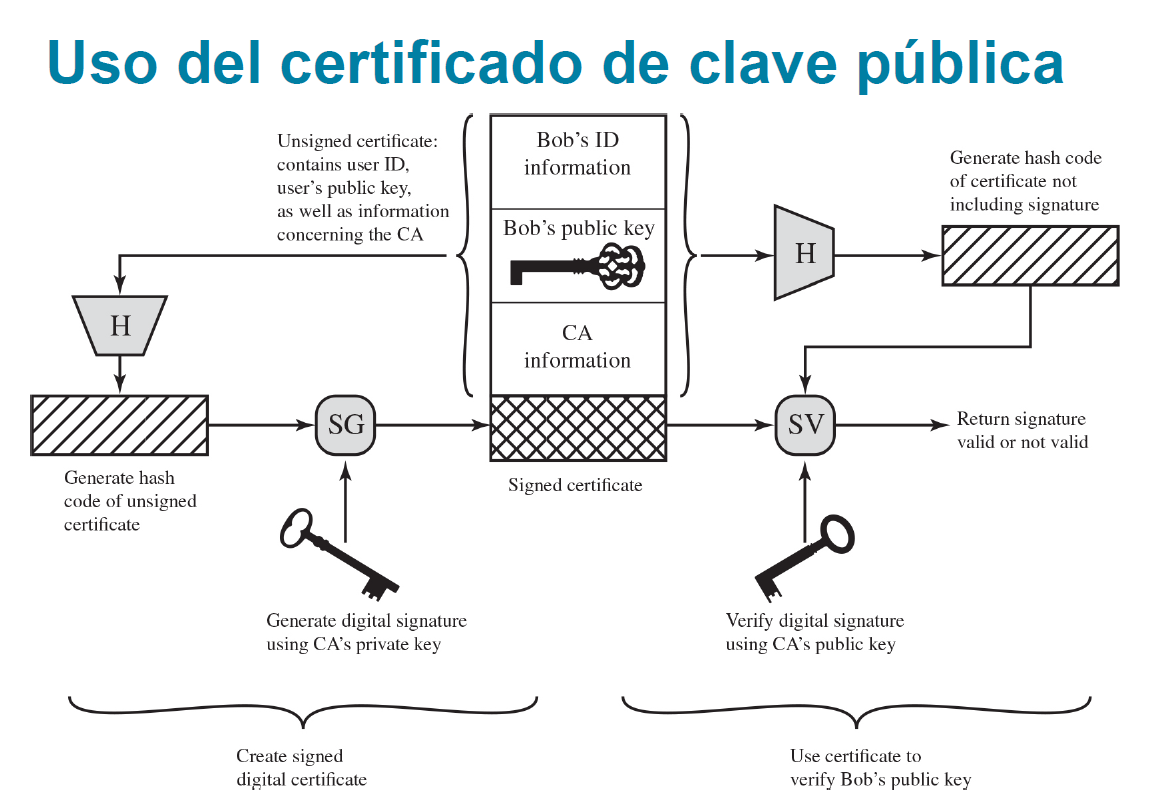 Uso del certificado de clave pública
Unsigned certificate:
contains user ID,
user's public key,
as well as information
concerning the CA
Bob's ID
information
Bob's public key
CA
information
Generate hash code
of certificate not
including signature
H
H
SG
SV
Return signature
valid or not valid
Generate hash
code of unsigned
certificate
Signed certificate
Generate digital signature
using CA's private key
Verify digital signature
using CA's public key
Create signed
digital certificate
Use certificate to
verify Bob's public key